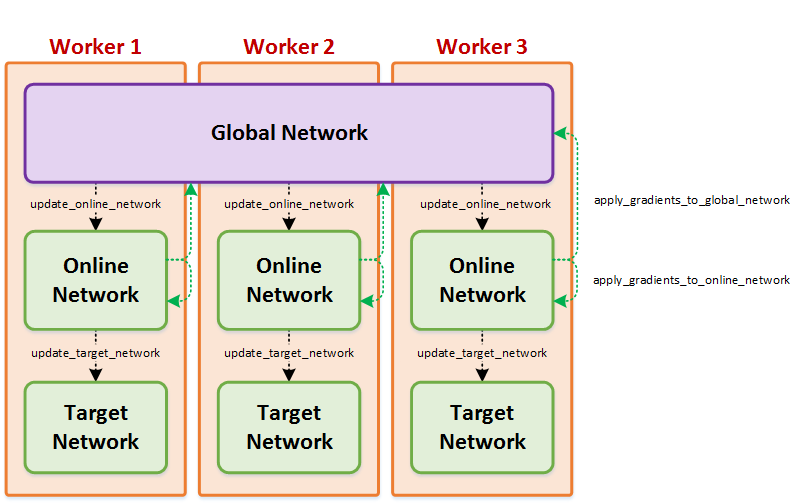 Worker 1
Worker 2
Worker 3
Global Network
update_online_network
update_online_network
update_online_network
apply_gradients_to_global_network
Online
Network
Online
Network
Online
Network
apply_gradients_to_online_network
update_target_network
update_target_network
update_target_network
Target
Network
Target
Network
Target
Network